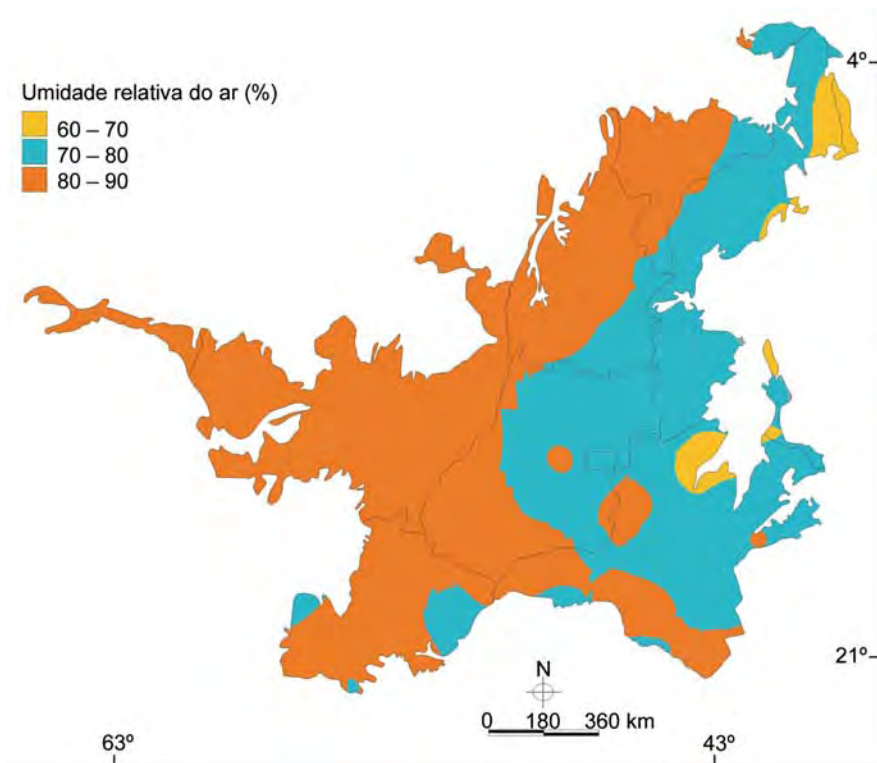 4º
Umidade relativa do ar (%)
60 – 70
70 – 80
80 – 90
21º
N
0 180 360 km
63º 43º